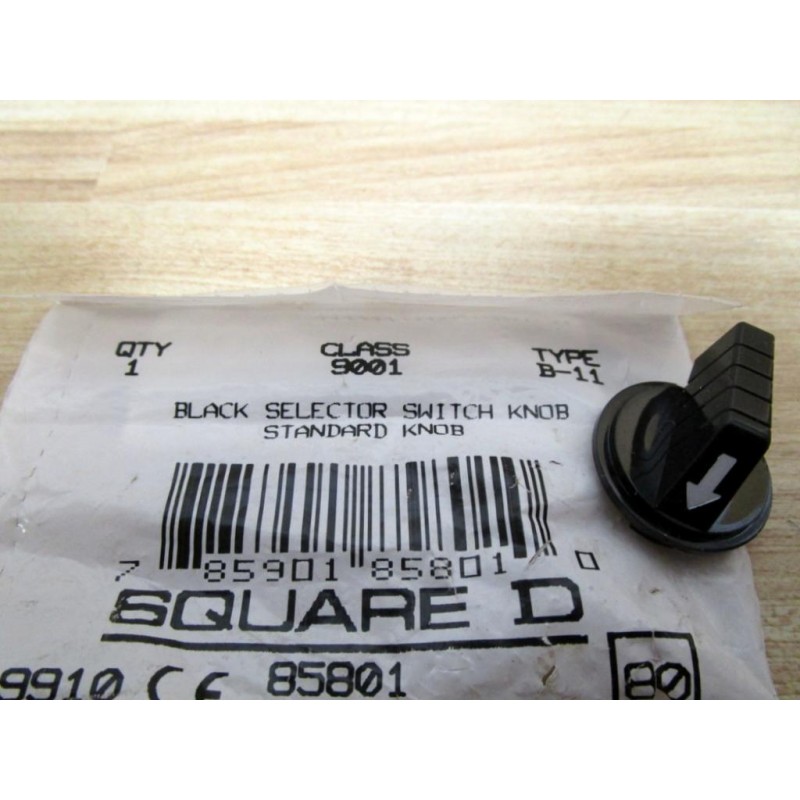 QTY CLASS TYPE
1 9001 B-11
BLACK SELECTOR SWITCH KNOB
STANDARD KNOB
7 85901 85801 0
SQUARE D
9910 CE 85801 80